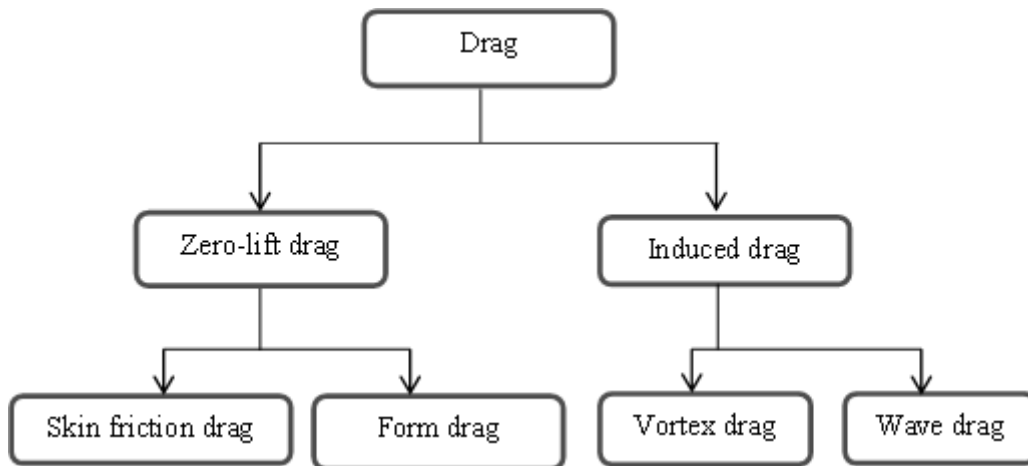 Drag
Zero-lift drag
Induced drag
Skin friction drag
Form drag
Vortex drag
Wave drag